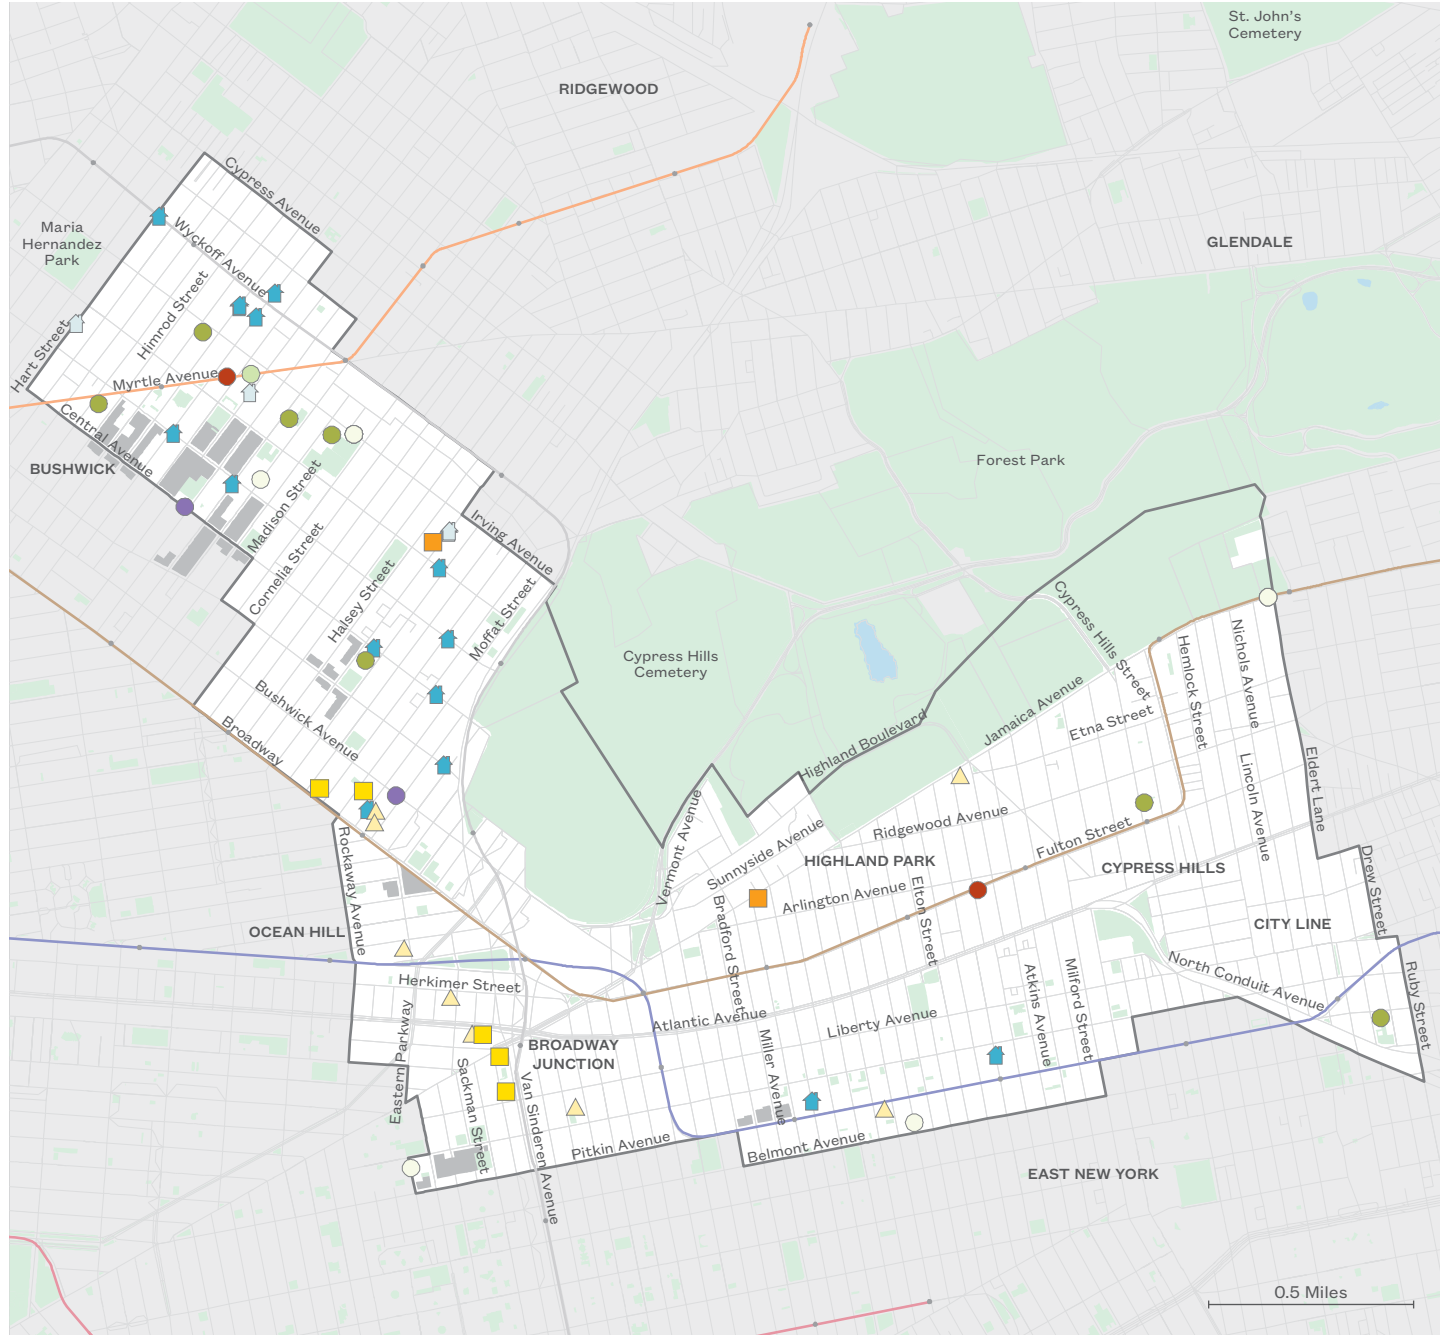 St. John's
Cemetery
RIDGEWOOD
Cypress Avenue
Maria
Hernandez
Park
Wyckoff Avenue
GLENDALE
Himrod Street
Hart Street
Myrtle Avenue
Central Avenue
BUSHWICK
Madison Street
Forest Park
Cornelia Street
Irving Avenue
Halsey Street
Moffat Street
Cypress Hills
Cemetery
Cypress Hills Street
Nichols Avenue
Hemlock Street
Bushwick Avenue
Broadway
Jamaica Avenue
Etna Street
Highland Boulevard
Eldert Lane
Lincoln Avenue
Vermont Avenue
Ridgewood Avenue
Fulton Street
Sunnyside Avenue
Rockaway Avenue
HIGHLAND PARK
CYPRESS HILLS
Drew Street
Arlington Avenue
Elton Street
Bradford Street
OCEAN HILL
CITY LINE
Herkimer Street
North Conduit Avenue
Atkins Avenue
Milford Street
Ruby Street
Eastern Parkway
Atlantic Avenue
Liberty Avenue
BROADWAY
JUNCTION
Sackman Street
Miller Avenue
Van Sinderen Avenue
Pitkin Avenue
Belmont Avenue
EAST NEW YORK
0.5 Miles